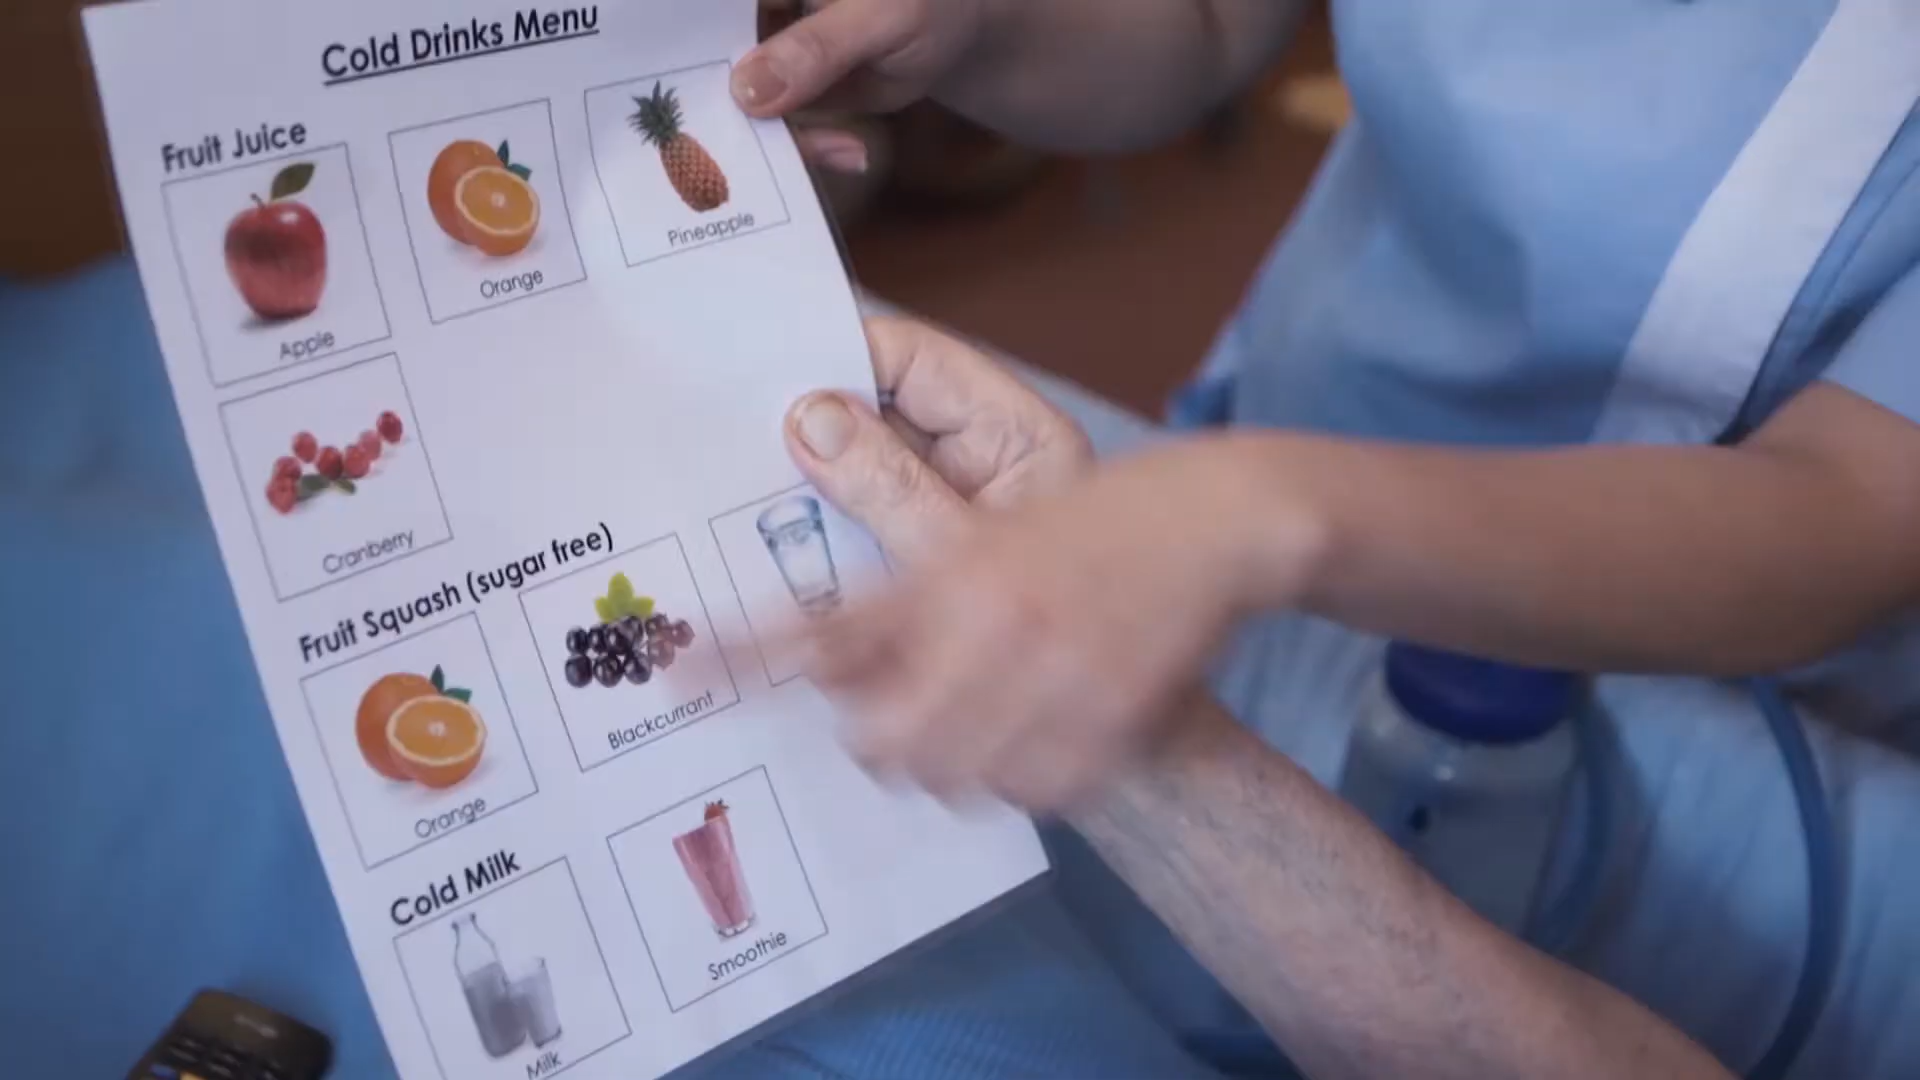 Cold Drinks Menu
Fruit Juice
Apple
Orange
Pineapple
Cranberry
Fruit Squash (sugar free)
Orange
Blackcurrant
Cold Milk
Milk
Smoothie